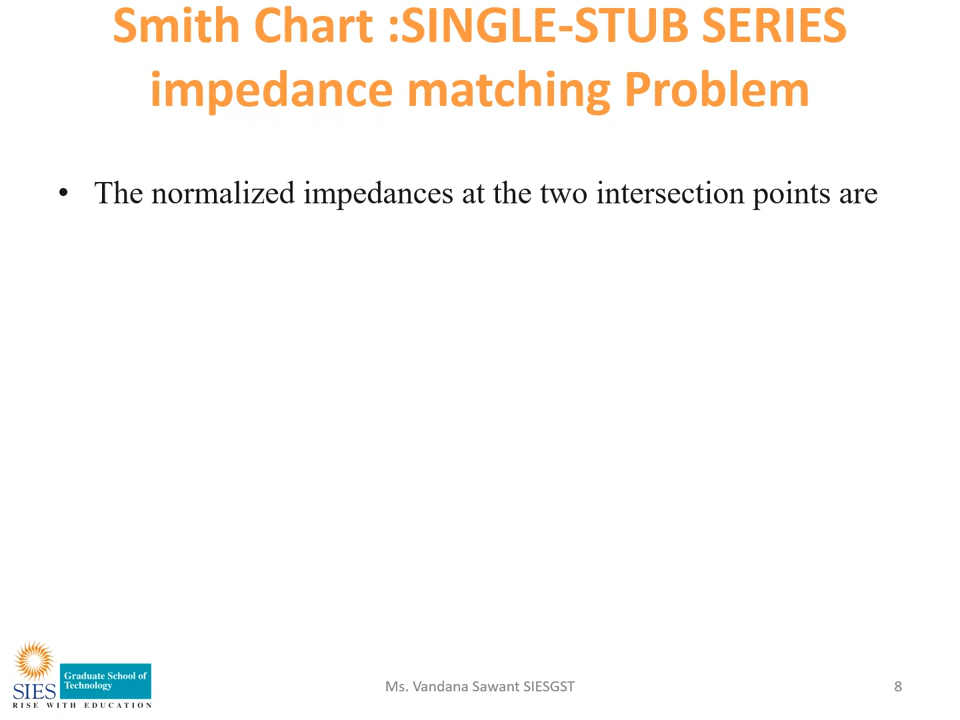 Smith Chart :SINGLE-STUB SERIES
impedance matching Problem
• The normalized impedances at the two intersection points are
Graduate School of
Technology
SIES
RISE WITH EDUCATION
Ms. Vandana Sawant SIESGST
8